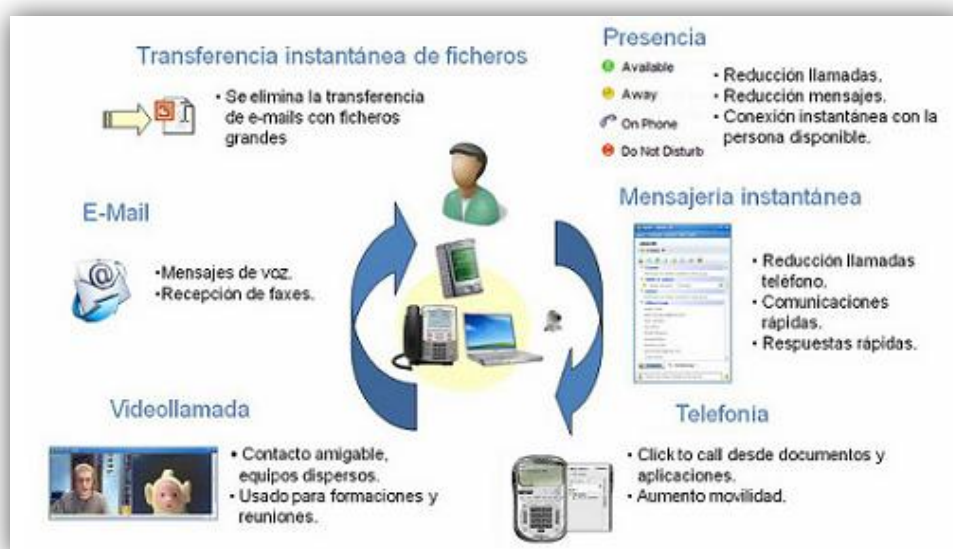 Transferencia instantánea de ficheros
• Se elimina la transferencia
de e-mails con ficheros
grandes
Presencia
Available
Away
On Phone
Do Not Disturb
• Reducción llamadas.
• Reducción mensajes.
• Conexión instantánea con la
persona disponible.
E-Mail
• Mensajes de voz.
• Recepción de faxes.
Mensajería instantánea
• Reducción llamadas
teléfono.
• Comunicaciones
rápidas.
• Respuestas rápidas.
Videollamada
• Contacto amigable,
equipos dispersos.
• Usado para formaciones y
reuniones.
Telefonía
• Click to call desde documentos y
aplicaciones.
• Aumento movilidad.